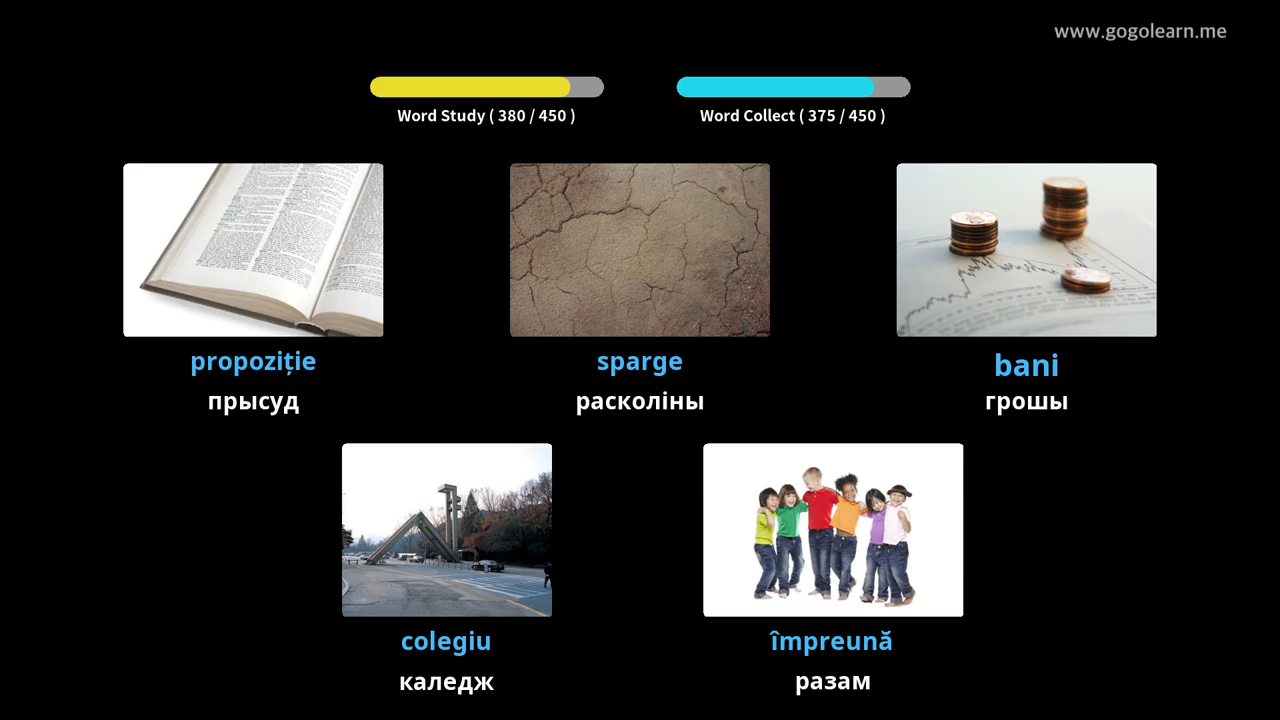 www.gogolearn.me
Word Study ( 380 / 450 )
Word Collect ( 375 / 450 )
propoziție
прысуд
sparge
расколіны
bani
грошы
colegiu
каледж
împreună
разам